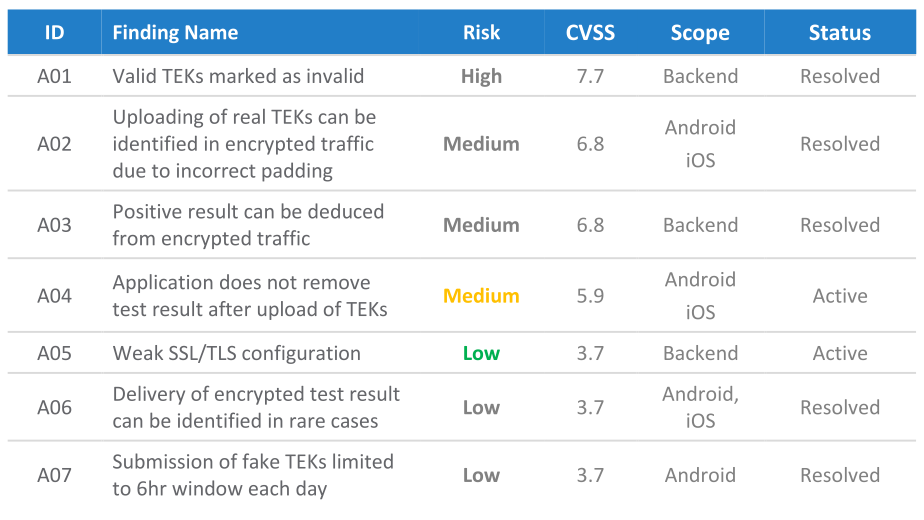 ID Finding Name Risk CVSS Scope Status
A01 Valid TEKs marked as invalid High 7.7 Backend Resolved
Uploading of real TEKs can be
identified in encrypted traffic
due to incorrect padding
A02 Medium 6.8 Android
iOS
Resolved
Positive result can be deduced
from encrypted traffic
A03 Medium 6.8 Backend Resolved
Application does not remove
test result after upload of TEKs
A04 Medium 5.9 Android
iOS
Active
A05 Weak SSL/TLS configuration Low 3.7 Backend Active
Delivery of encrypted test result
can be identified in rare cases
A06 Low 3.7 Android,
iOS
Resolved
Submission of fake TEKs limited
to 6hr window each day
A07 Low 3.7 Android Resolved